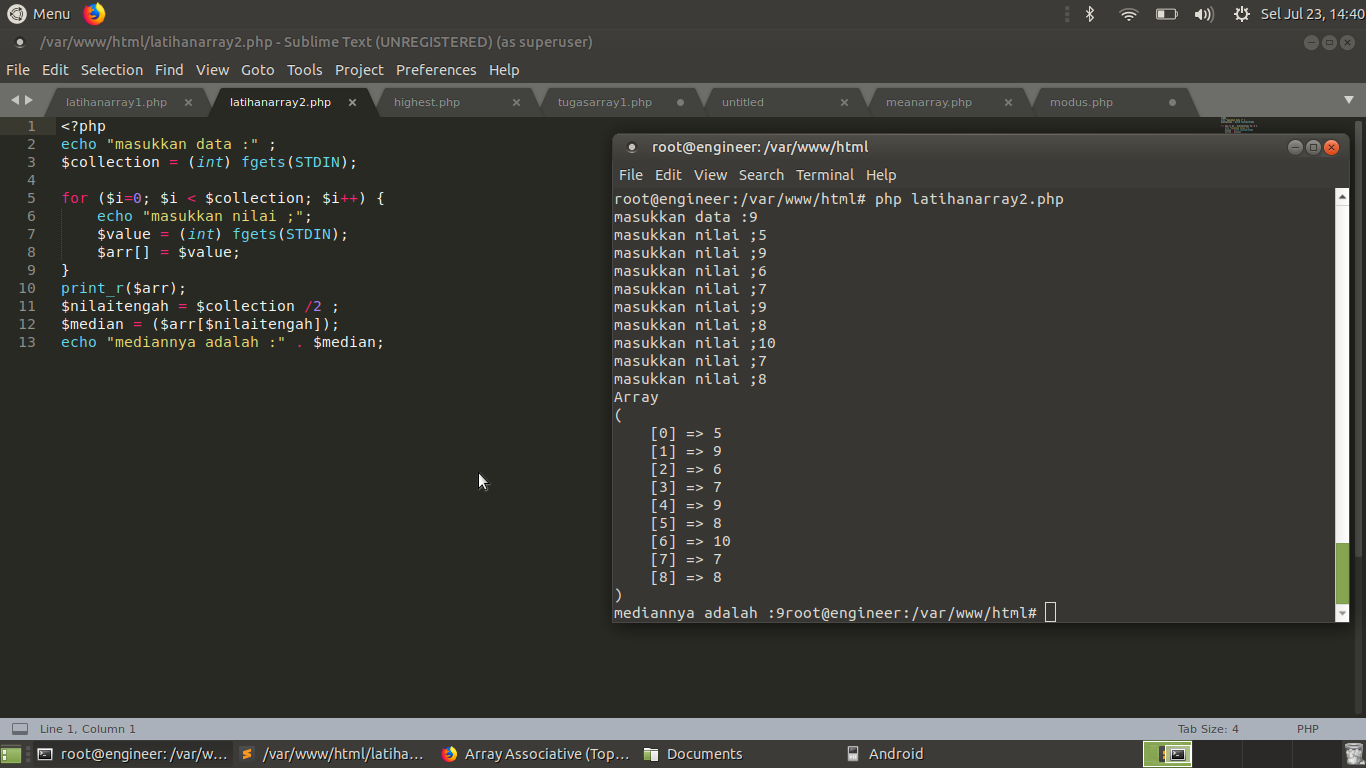 Menu
Sel Jul 23, 14:40
/var/www/html/latihanarray2.php - Sublime Text (UNREGISTERED) (as superuser)
File Edit Selection Find View Goto Tools Project Preferences Help
latihanarray1.php latihanarray2.php highest.php tugasarray1.php untitled meanarray.php modus.php
1 <?php
2 echo "masukkan data :" ;
3 $collection = (int) fgets(STDIN);
4
5 for ($i=0; $i < $collection; $i++) {
6 echo "masukkan nilai ;";
7 $value = (int) fgets(STDIN);
8 $arr[] = $value;
9 }
10 print_r($arr);
11 $nilaitengah = $collection /2 ;
12 $median = ($arr[$nilaitengah]);
13 echo "mediannya adalah :" . $median;
root@engineer: /var/www/html
File Edit View Search Terminal Help
root@engineer:/var/www/html# php latihanarray2.php
masukkan data :9
masukkan nilai ;5
masukkan nilai ;9
masukkan nilai ;6
masukkan nilai ;7
masukkan nilai ;9
masukkan nilai ;8
masukkan nilai ;10
masukkan nilai ;7
masukkan nilai ;8
Array
(
[0] => 5
[1] => 9
[2] => 6
[3] => 7
[4] => 9
[5] => 8
[6] => 10
[7] => 7
[8] => 8
)
mediannya adalah :9root@engineer:/var/www/html#
Line 1, Column 1
Tab Size: 4 PHP
root@engineer: /var/w... /var/www/html/latiha... Array Associative (Top... Documents Android